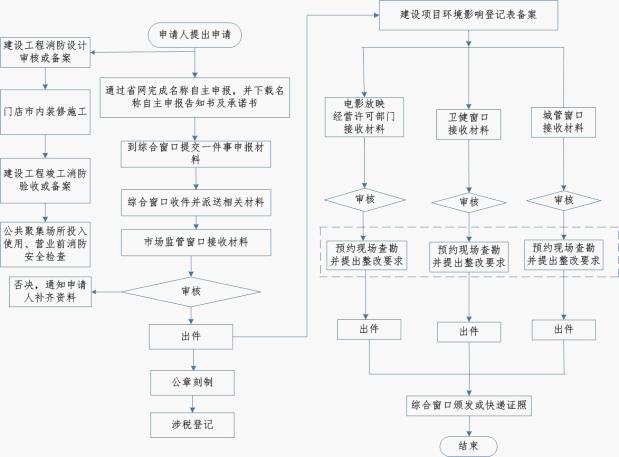 申请人提出申请
建设工程消防设计
审核或备案
门店市内装修施工
建设工程竣工消防
验收或备案
公共聚集场所投入
使用、营业前消防
安全检查
通过省网完成名称自主申报，并下载名
称自主申报告知书及承诺书
到综合窗口提交一件事申报材
料
综合窗口收件并派送相关材料
市场监管窗口接收材料
审核
否决，通知申请
人补齐资料
出件
公章刻制
涉税登记
建设项目环境影响登记表备案
电影放映
经营许可部门
接收材料
卫健窗口
接收材料
城管窗口
接收材料
审核
审核
审核
预约现场查勘
并提出整改要求
预约现场查勘
并提出整改要求
预约现场查勘
并提出整改要求
出件
出件
出件
综合窗口颁发或快递证照
结束